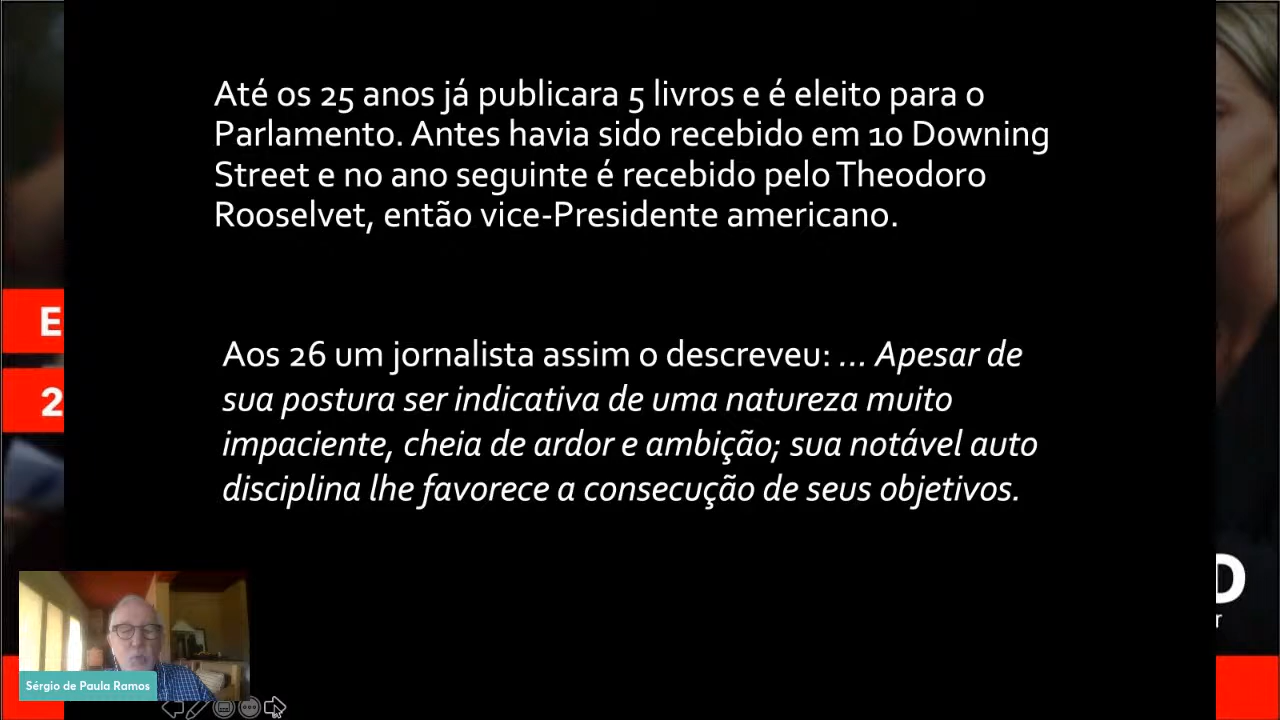 Até os 25 anos já publicara 5 livros e é eleito para o
Parlamento. Antes havia sido recebido em 10 Downing
Street e no ano seguinte é recebido pelo Theodoro
Rooselvet, então vice-Presidente americano.
Aos 26 um jornalista assim o descreveu: ... Apesar de
sua postura ser indicativa de uma natureza muito
impaciente, cheia de ardor e ambição; sua notável auto
disciplina lhe favorece a consecução de seus objetivos.
E
2
D
r
Sérgio de Paula Ramos